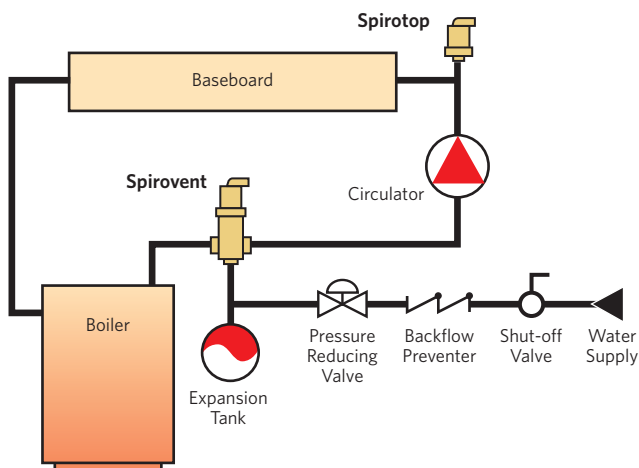 Spirotop
Baseboard
Spirovent
Circulator
Boiler
Pressure
Reducing
Valve
Backflow
Preventer
Shut-off
Valve
Water
Supply
Expansion
Tank